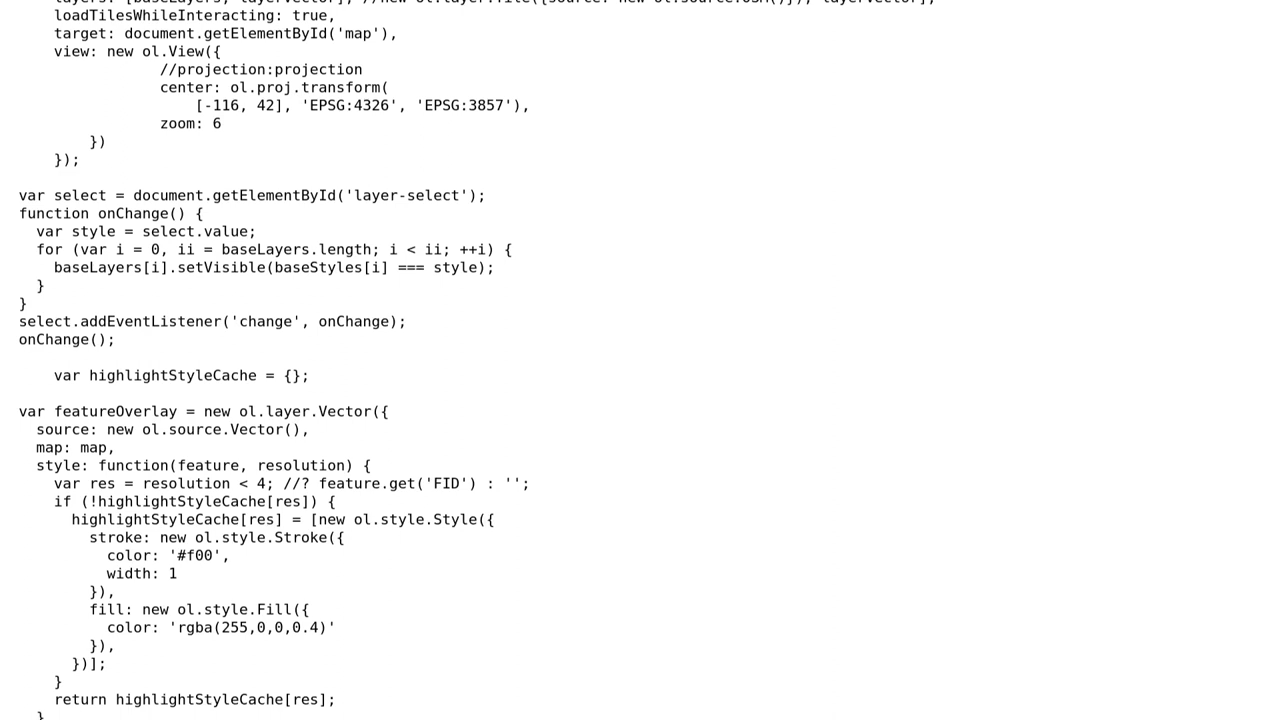 loadTilesWhileInteracting: true,
target: document.getElementById('map'),
view: new ol.View({
//projection:projection
center: ol.proj.transform(
[-116, 42], 'EPSG:4326', 'EPSG:3857'),
zoom: 6
})
});
var select = document.getElementById('layer-select');
function onChange() {
var style = select.value;
for (var i = 0, ii = baseLayers.length; i < ii; ++i) {
baseLayers[i].setVisible(baseStyles[i] === style);
}
}
select.addEventListener('change', onChange);
onChange();
var highlightStyleCache = {};
var featureOverlay = new ol.layer.Vector({
source: new ol.source.Vector(),
map: map,
style: function(feature, resolution) {
var res = resolution < 4; //? feature.get('FID') : '';
if (!highlightStyleCache[res]) {
highlightStyleCache[res] = [new ol.style.Style({
stroke: new ol.style.Stroke({
color: '#f00',
width: 1
}),
fill: new ol.style.Fill({
color: 'rgba(255,0,0,0.4)'
}),
})];
}
return highlightStyleCache[res];
}